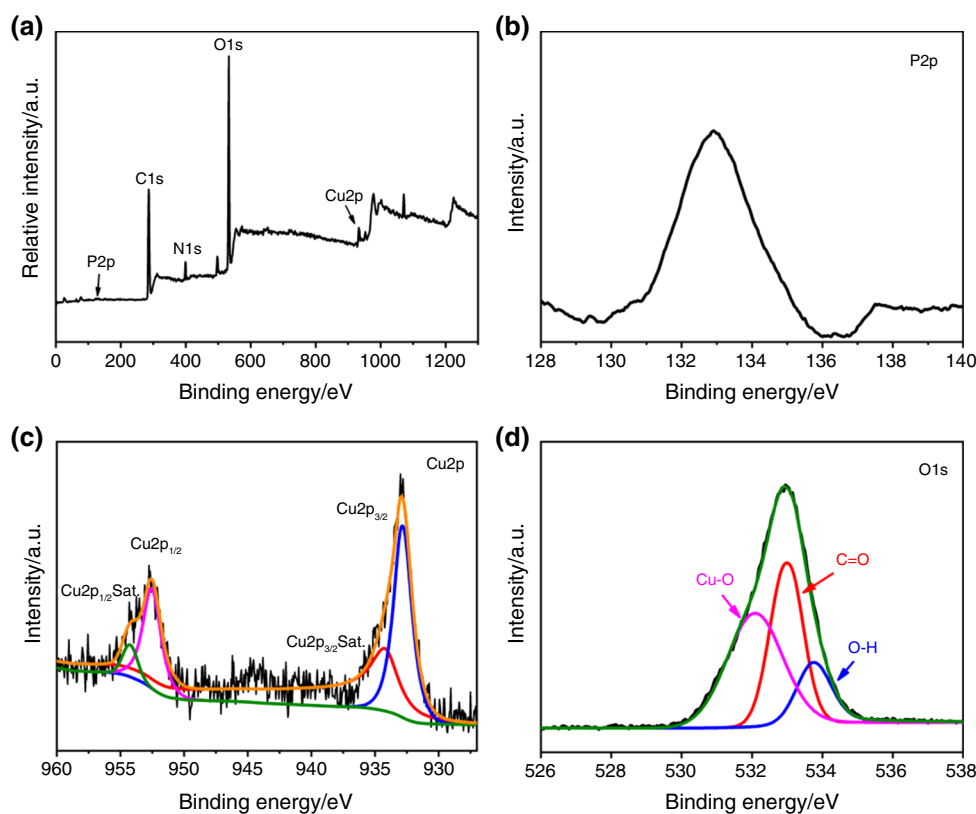 (a)
O1s
C1s
Cu2p
N1s
P2p
Relative intensity/a.u.
0 200 400 600 800 1000 1200
Binding energy/eV
(b)
P2p
Intensity/a.u.
128 130 132 134 136 138 140
Binding energy/eV
(c)
Cu2p
Cu2p3/2
Cu2p1/2
Cu2p1/2Sat.
Cu2p3/2Sat.
Intensity/a.u.
960 955 950 945 940 935 930
Binding energy/eV
(d)
O1s
C=O
Cu-O
O-H
Intensity/a.u.
526 528 530 532 534 536 538
Binding energy/eV